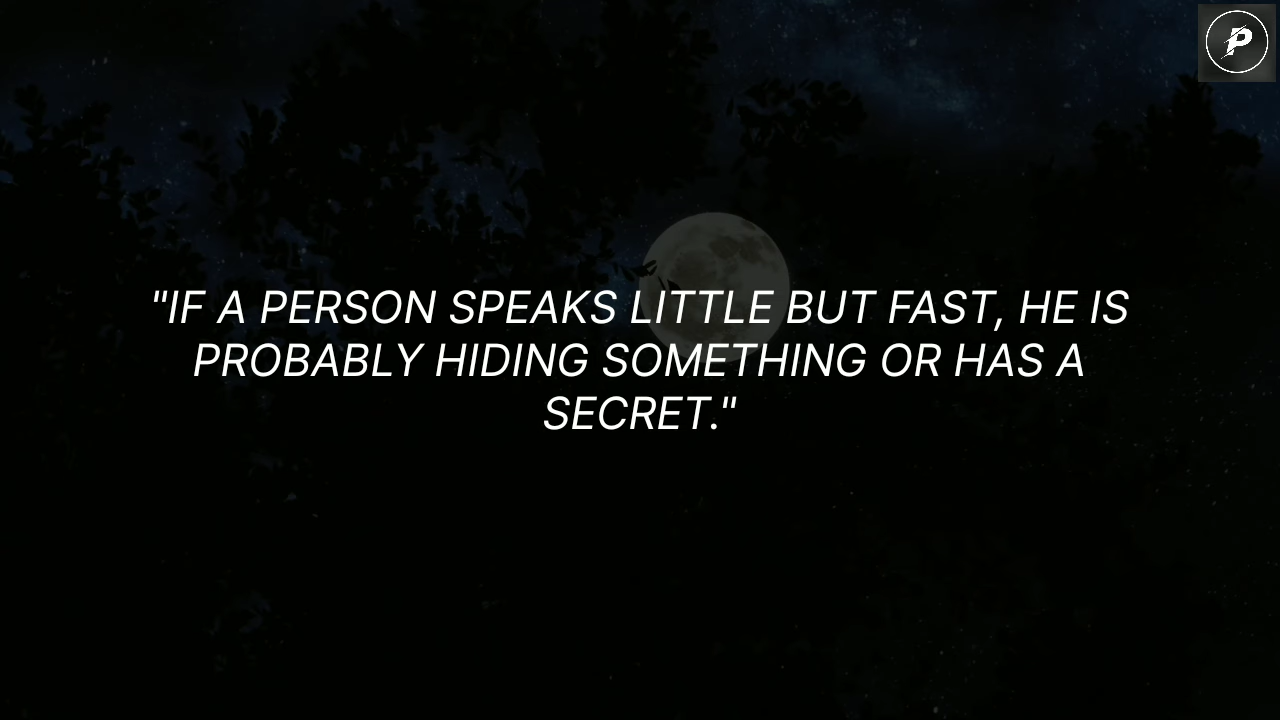 "IF A PERSON SPEAKS LITTLE BUT FAST, HE IS
PROBABLY HIDING SOMETHING OR HAS A
SECRET."
P